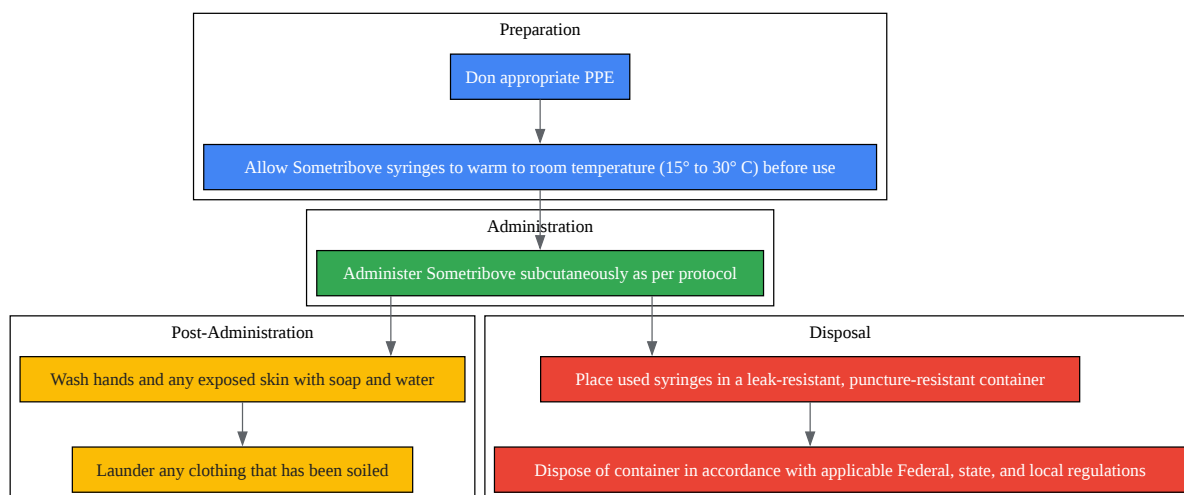 Preparation
Don appropriate PPE
Allow Sometribove syringes to warm to room temperature (15° to 30° C) before use
Administration
Administer Sometribove subcutaneously as per protocol
Post-Administration
Wash hands and any exposed skin with soap and water
Launder any clothing that has been soiled
Disposal
Place used syringes in a leak-resistant, puncture-resistant container
Dispose of container in accordance with applicable Federal, state, and local regulations